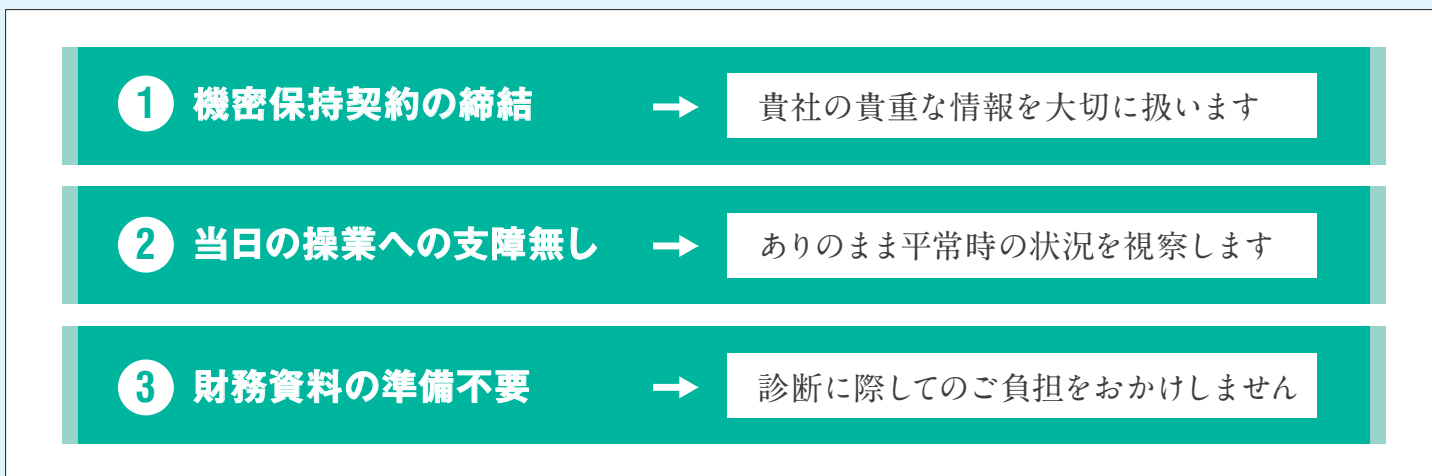 1 機密保持契約の締結 → 貴社の貴重な情報を大切に扱います
2 当日の操業への支障無し → ありのまま平常時の状況を視察します
3 財務資料の準備不要 → 診断に際してのご負担をおかけしません